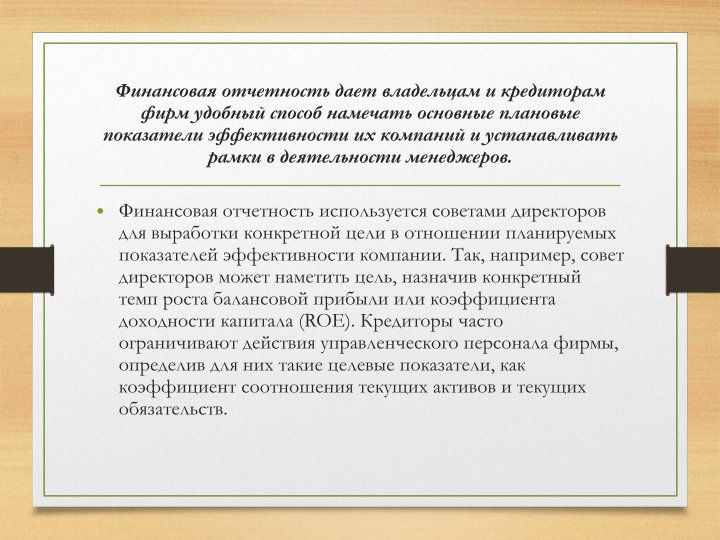 Финансовая отчетность дает владельцам и кредиторам
фирм удобный способ намечать основные плановые
показатели эффективности их компаний и устанавливать
рамки в деятельности менеджеров.
• Финансовая отчетность используется советами директоров
для выработки конкретной цели в отношении планируемых
показателей эффективности компании. Так, например, совет
директоров может наметить цель, назначив конкретный
темп роста балансовой прибыли или коэффициента
доходности капитала (ROE). Кредиторы часто
ограничивают действия управленческого персонала фирмы,
определив для них такие целевые показатели, как
коэффициент соотношения текущих активов и текущих
обязательств.